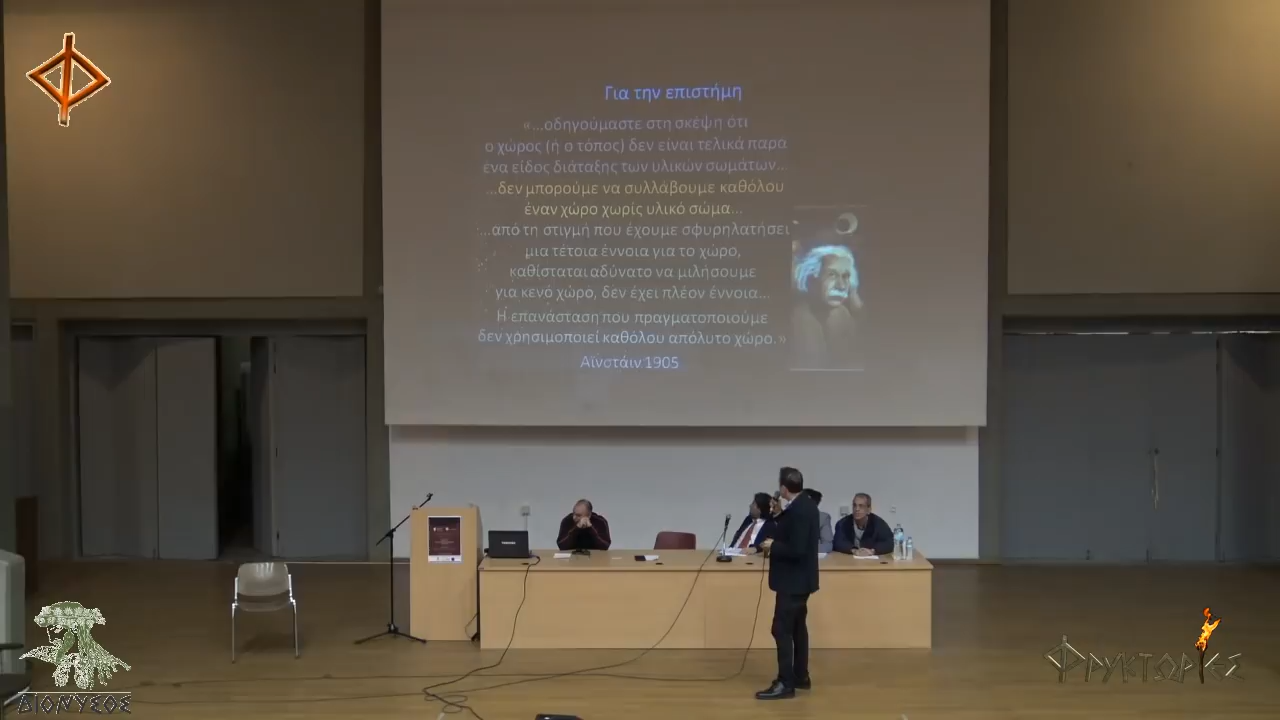 Για την επιστήμη
«...οδηγούμαστε στη σκέψη ότι
ο χώρος (ή ο τόπος) δεν είναι τελικά παρά
ένα είδος διάταξης των υλικών σωμάτων...
...δεν μπορούμε να συλλάβουμε καθόλου
έναν χώρο χωρίς υλικό σώμα...
...από τη στιγμή που έχουμε σφυρηλατήσει
μια τέτοια έννοια για το χώρο,
καθίσταται αδύνατο να μιλήσουμε
για κενό χώρο, δεν έχει πλέον έννοια...
Η επανάσταση που πραγματοποιούμε
δεν χρησιμοποιεί καθόλου απόλυτο χώρο.»
Αϊνστάιν 1905
ΔΙΟΝΥΣΟΣ
ΦΡΥΚΤΩΡΙΕΣ